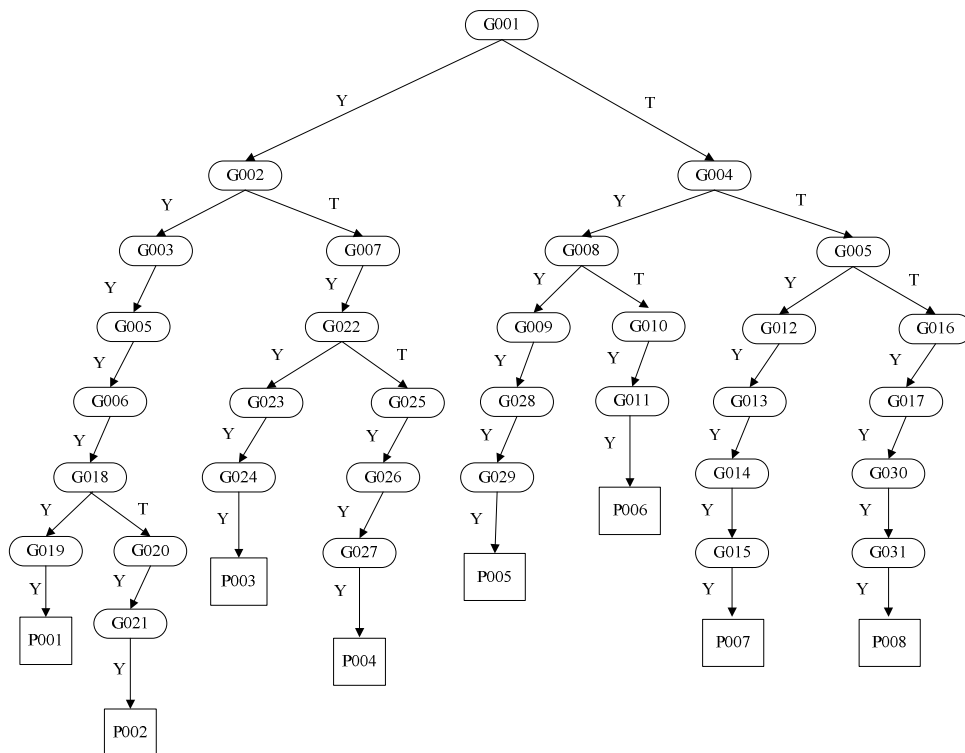 G001
Y
T
G002
G004
Y
T
Y
T
G003
G007
G008
G005
Y
Y
Y
T
Y
T
G005
G022
G009
G010
G012
G016
Y
Y
T
Y
Y
Y
Y
G006
G023
G025
G028
G011
G013
G017
Y
Y
Y
Y
Y
Y
Y
G018
G024
G026
G029
G014
G030
Y
T
Y
Y
Y
P006
Y
Y
G019
G020
G027
G015
G031
Y
Y
P003
Y
P005
Y
Y
G021
P001
Y
P004
P007
P008
P002